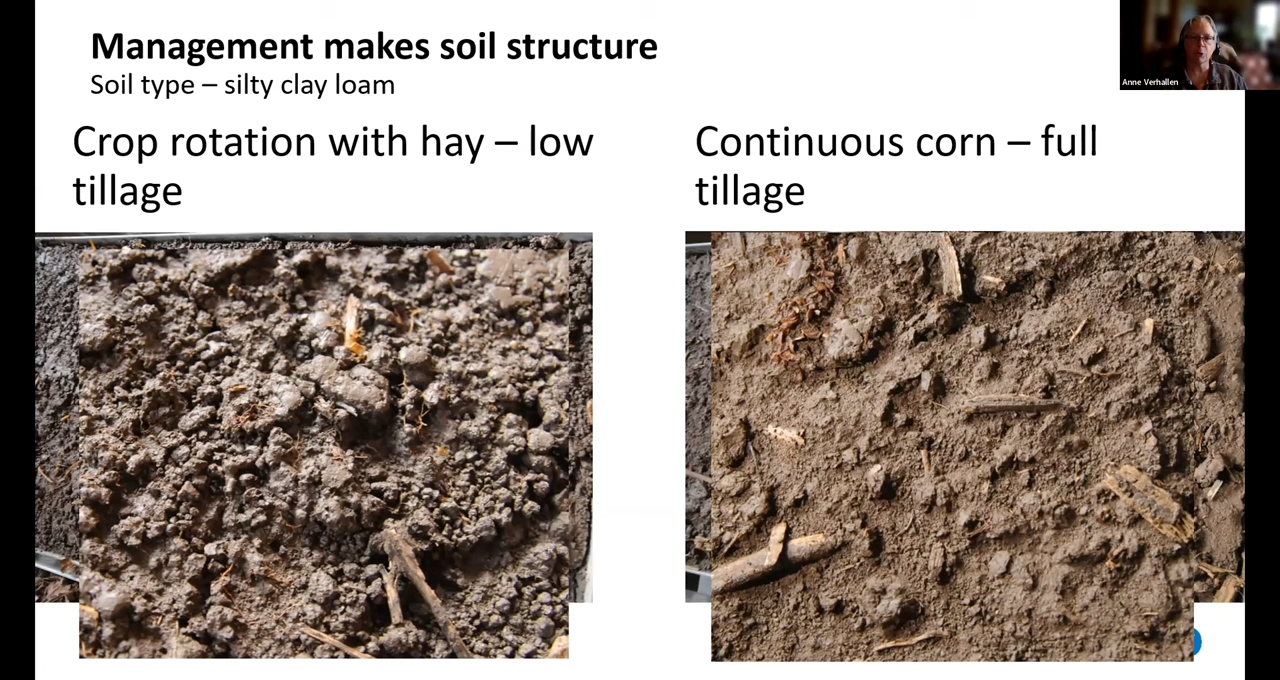 Management makes soil structure
Soil type – silty clay loam
Anne Verhallen
Crop rotation with hay – low
tillage
Continuous corn – full
tillage